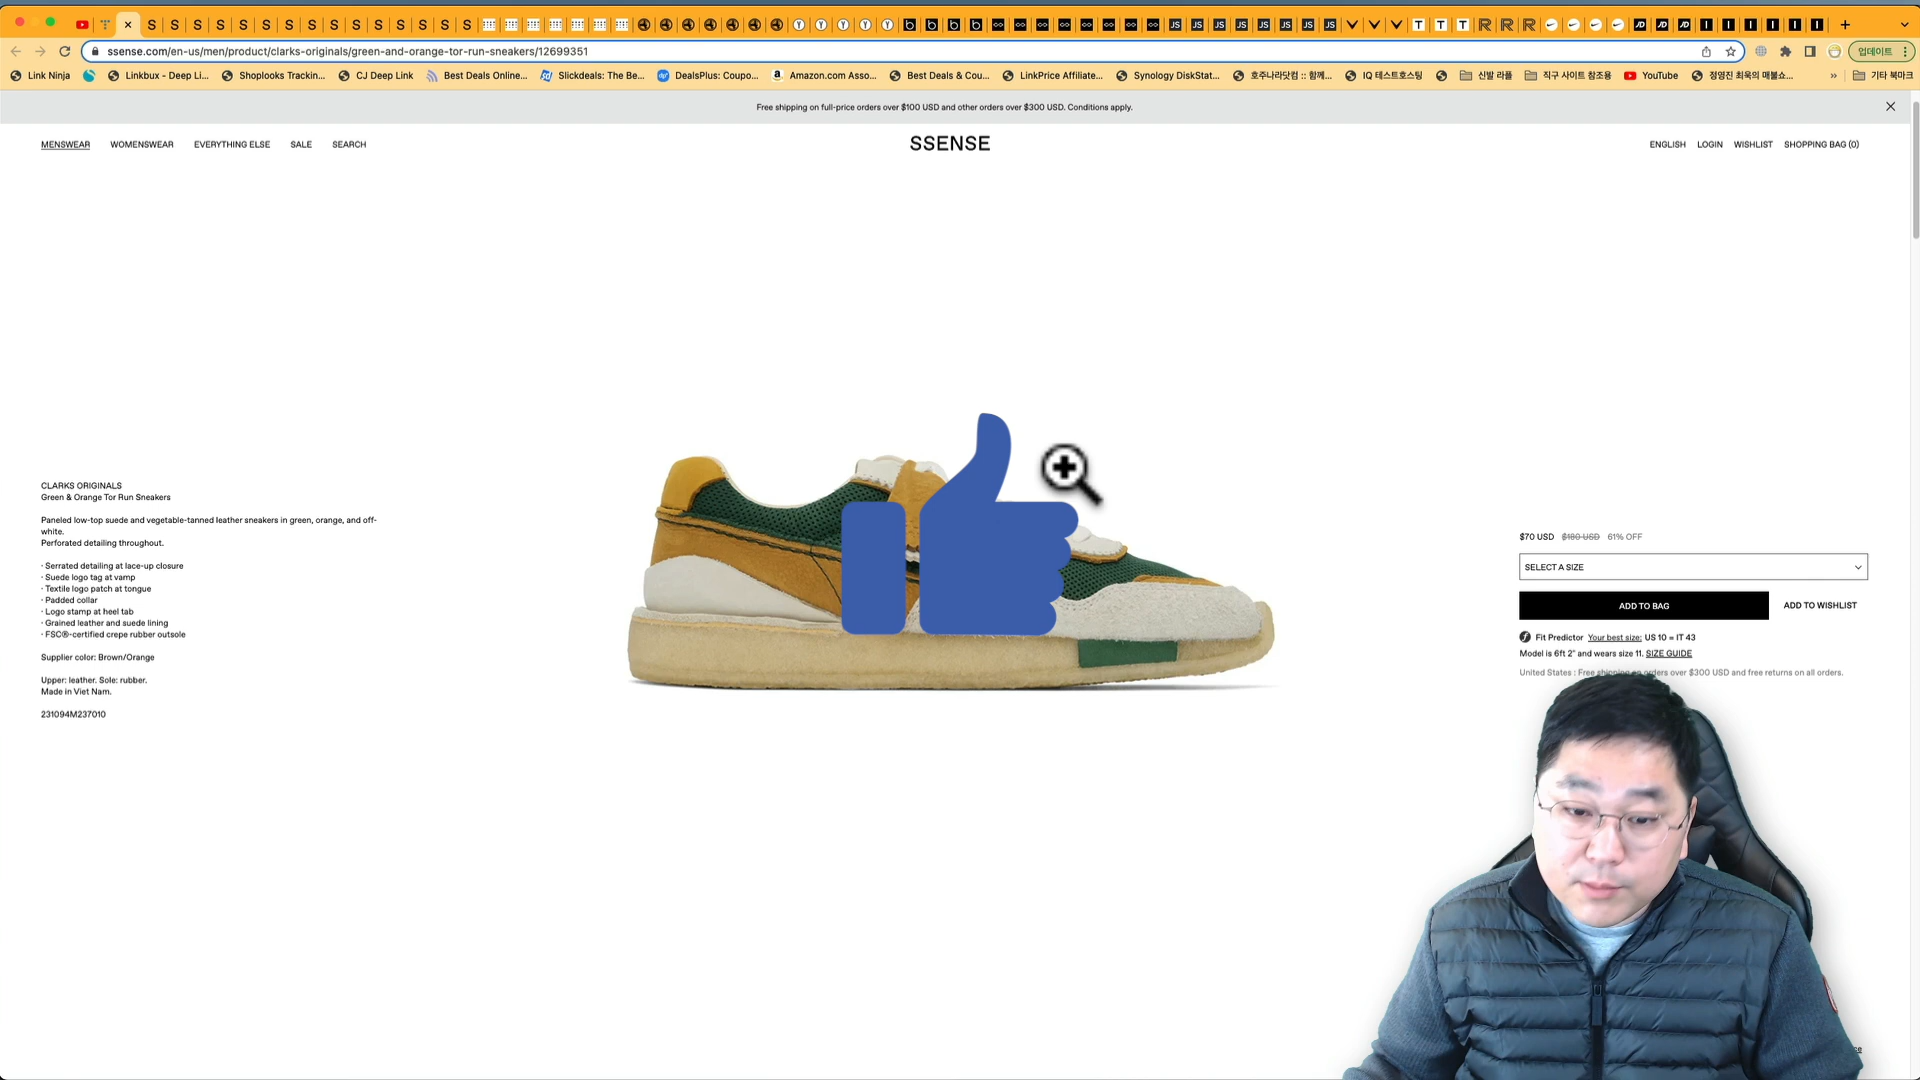 ssense.com/en-us/men/product/clarks-originals/green-and-orange-tor-run-sneakers/12699351
업데이트
Link Ninja
Linkbux - Deep Li...
Shoplooks Trackin...
CJ Deep Link
Best Deals Online...
Slickdeals: The Be...
DealsPlus: Coupo...
Amazon.com Asso...
Best Deals & Cou...
LinkPrice Affiliate...
Synology DiskStat...
호주나라닷컴 :: 함께...
IQ 테스트호스팅
신발 라플
직구 사이트 참조용
YouTube
정영진 최욱의 매불쇼...
»
기타 북마크
Free shipping on full-price orders over $100 USD and other orders over $300 USD. Conditions apply.
MENSWEAR
WOMENSWEAR
EVERYTHING ELSE
SALE
SEARCH
SSENSE
ENGLISH
LOGIN
WISHLIST
SHOPPING BAG (0)
CLARKS ORIGINALS
Green & Orange Tor Run Sneakers
Paneled low-top suede and vegetable-tanned leather sneakers in green, orange, and off-
white.
Perforated detailing throughout.
· Serrated detailing at lace-up closure
· Suede logo tag at vamp
· Textile logo patch at tongue
· Padded collar
· Logo stamp at heel tab
· Grained leather and suede lining
· FSC®-certified crepe rubber outsole
Supplier color: Brown/Orange
Upper: leather. Sole: rubber.
Made in Viet Nam.
231094M237010
$70 USD $180 USD 61% OFF
SELECT A SIZE
ADD TO BAG
ADD TO WISHLIST
Fit Predictor Your best size: US 10 = IT 43
Model is 6ft 2" and wears size 11. SIZE GUIDE
United States : Free shipping on orders over $300 USD and free returns on all orders.